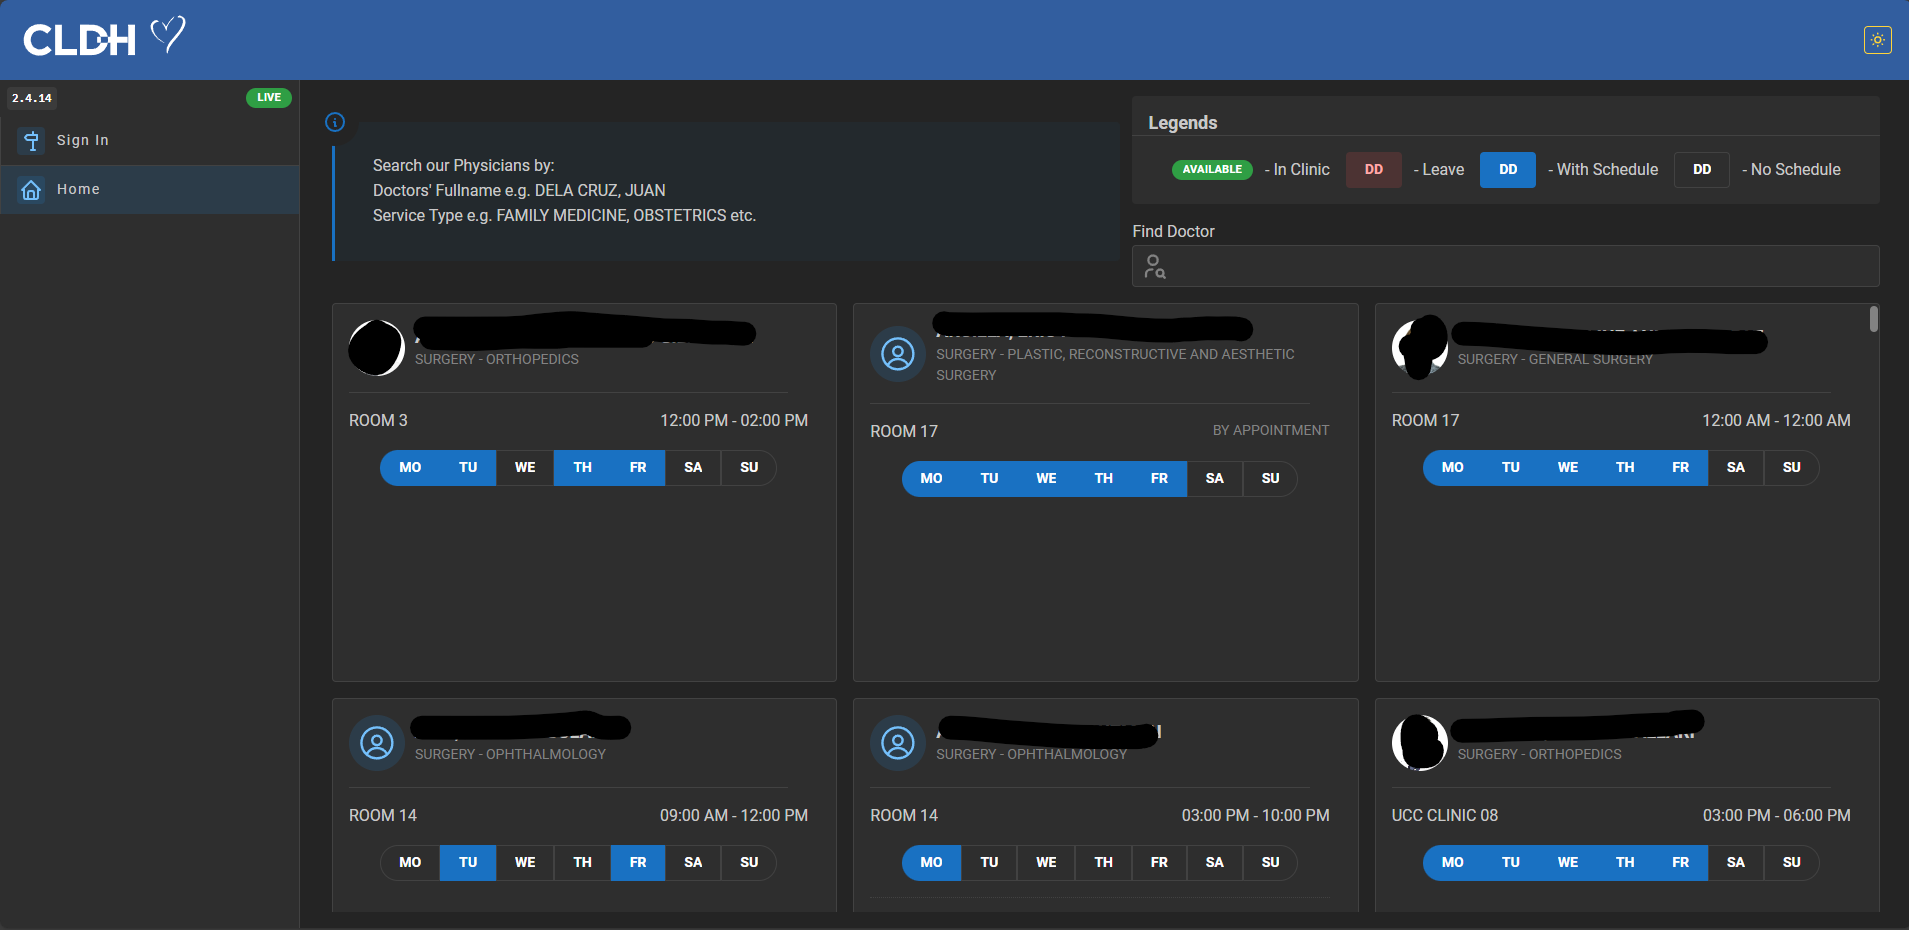 CLDH
2.4.14
LIVE
Sign In
Home
Search our Physicians by:
Doctors' Fullname e.g. DELA CRUZ, JUAN
Service Type e.g. FAMILY MEDICINE, OBSTETRICS etc.
Legends
AVAILABLE - In Clinic DD - Leave DD - With Schedule DD - No Schedule
Find Doctor
SURGERY - ORTHOPEDICS
ROOM 3 12:00 PM - 02:00 PM
MO TU WE TH FR SA SU
SURGERY - PLASTIC, RECONSTRUCTIVE AND AESTHETIC
SURGERY
ROOM 17 BY APPOINTMENT
MO TU WE TH FR SA SU
SURGERY - GENERAL SURGERY
ROOM 17 12:00 AM - 12:00 AM
MO TU WE TH FR SA SU
SURGERY - OPHTHALMOLOGY
ROOM 14 09:00 AM - 12:00 PM
MO TU WE TH FR SA SU
SURGERY - OPHTHALMOLOGY
ROOM 14 03:00 PM - 10:00 PM
MO TU WE TH FR SA SU
SURGERY - ORTHOPEDICS
UCC CLINIC 08 03:00 PM - 06:00 PM
MO TU WE TH FR SA SU